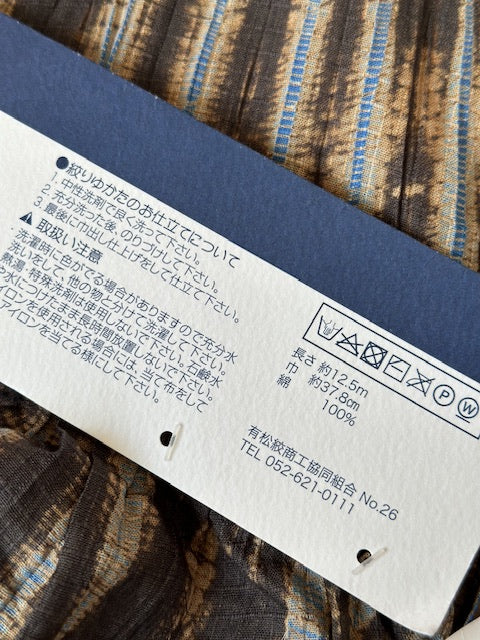 ●絞りゆかたのお仕立てについて
1. 中性洗剤で良く洗って下さい。
2. 充分洗った後、のりづけして下さい。
3. 最後に巾出し仕上げをして仕立て下さい。
▲ 取扱い注意
・洗濯時に色がでる場合がありますので充分水
洗いをして、他の物と分けて洗濯して下さい。
熱湯・特殊洗剤は使用しないで下さい。石鹸水
水につけたまま長時間放置しないで下さい。
イロンを使用される場合には、当て布をして
アイロンを当てる様にして下さい。
長さ 約12.5m
巾 約37.8cm
綿 100%
有松絞商工協同組合 No.26
TEL 052-621-0111
P
W